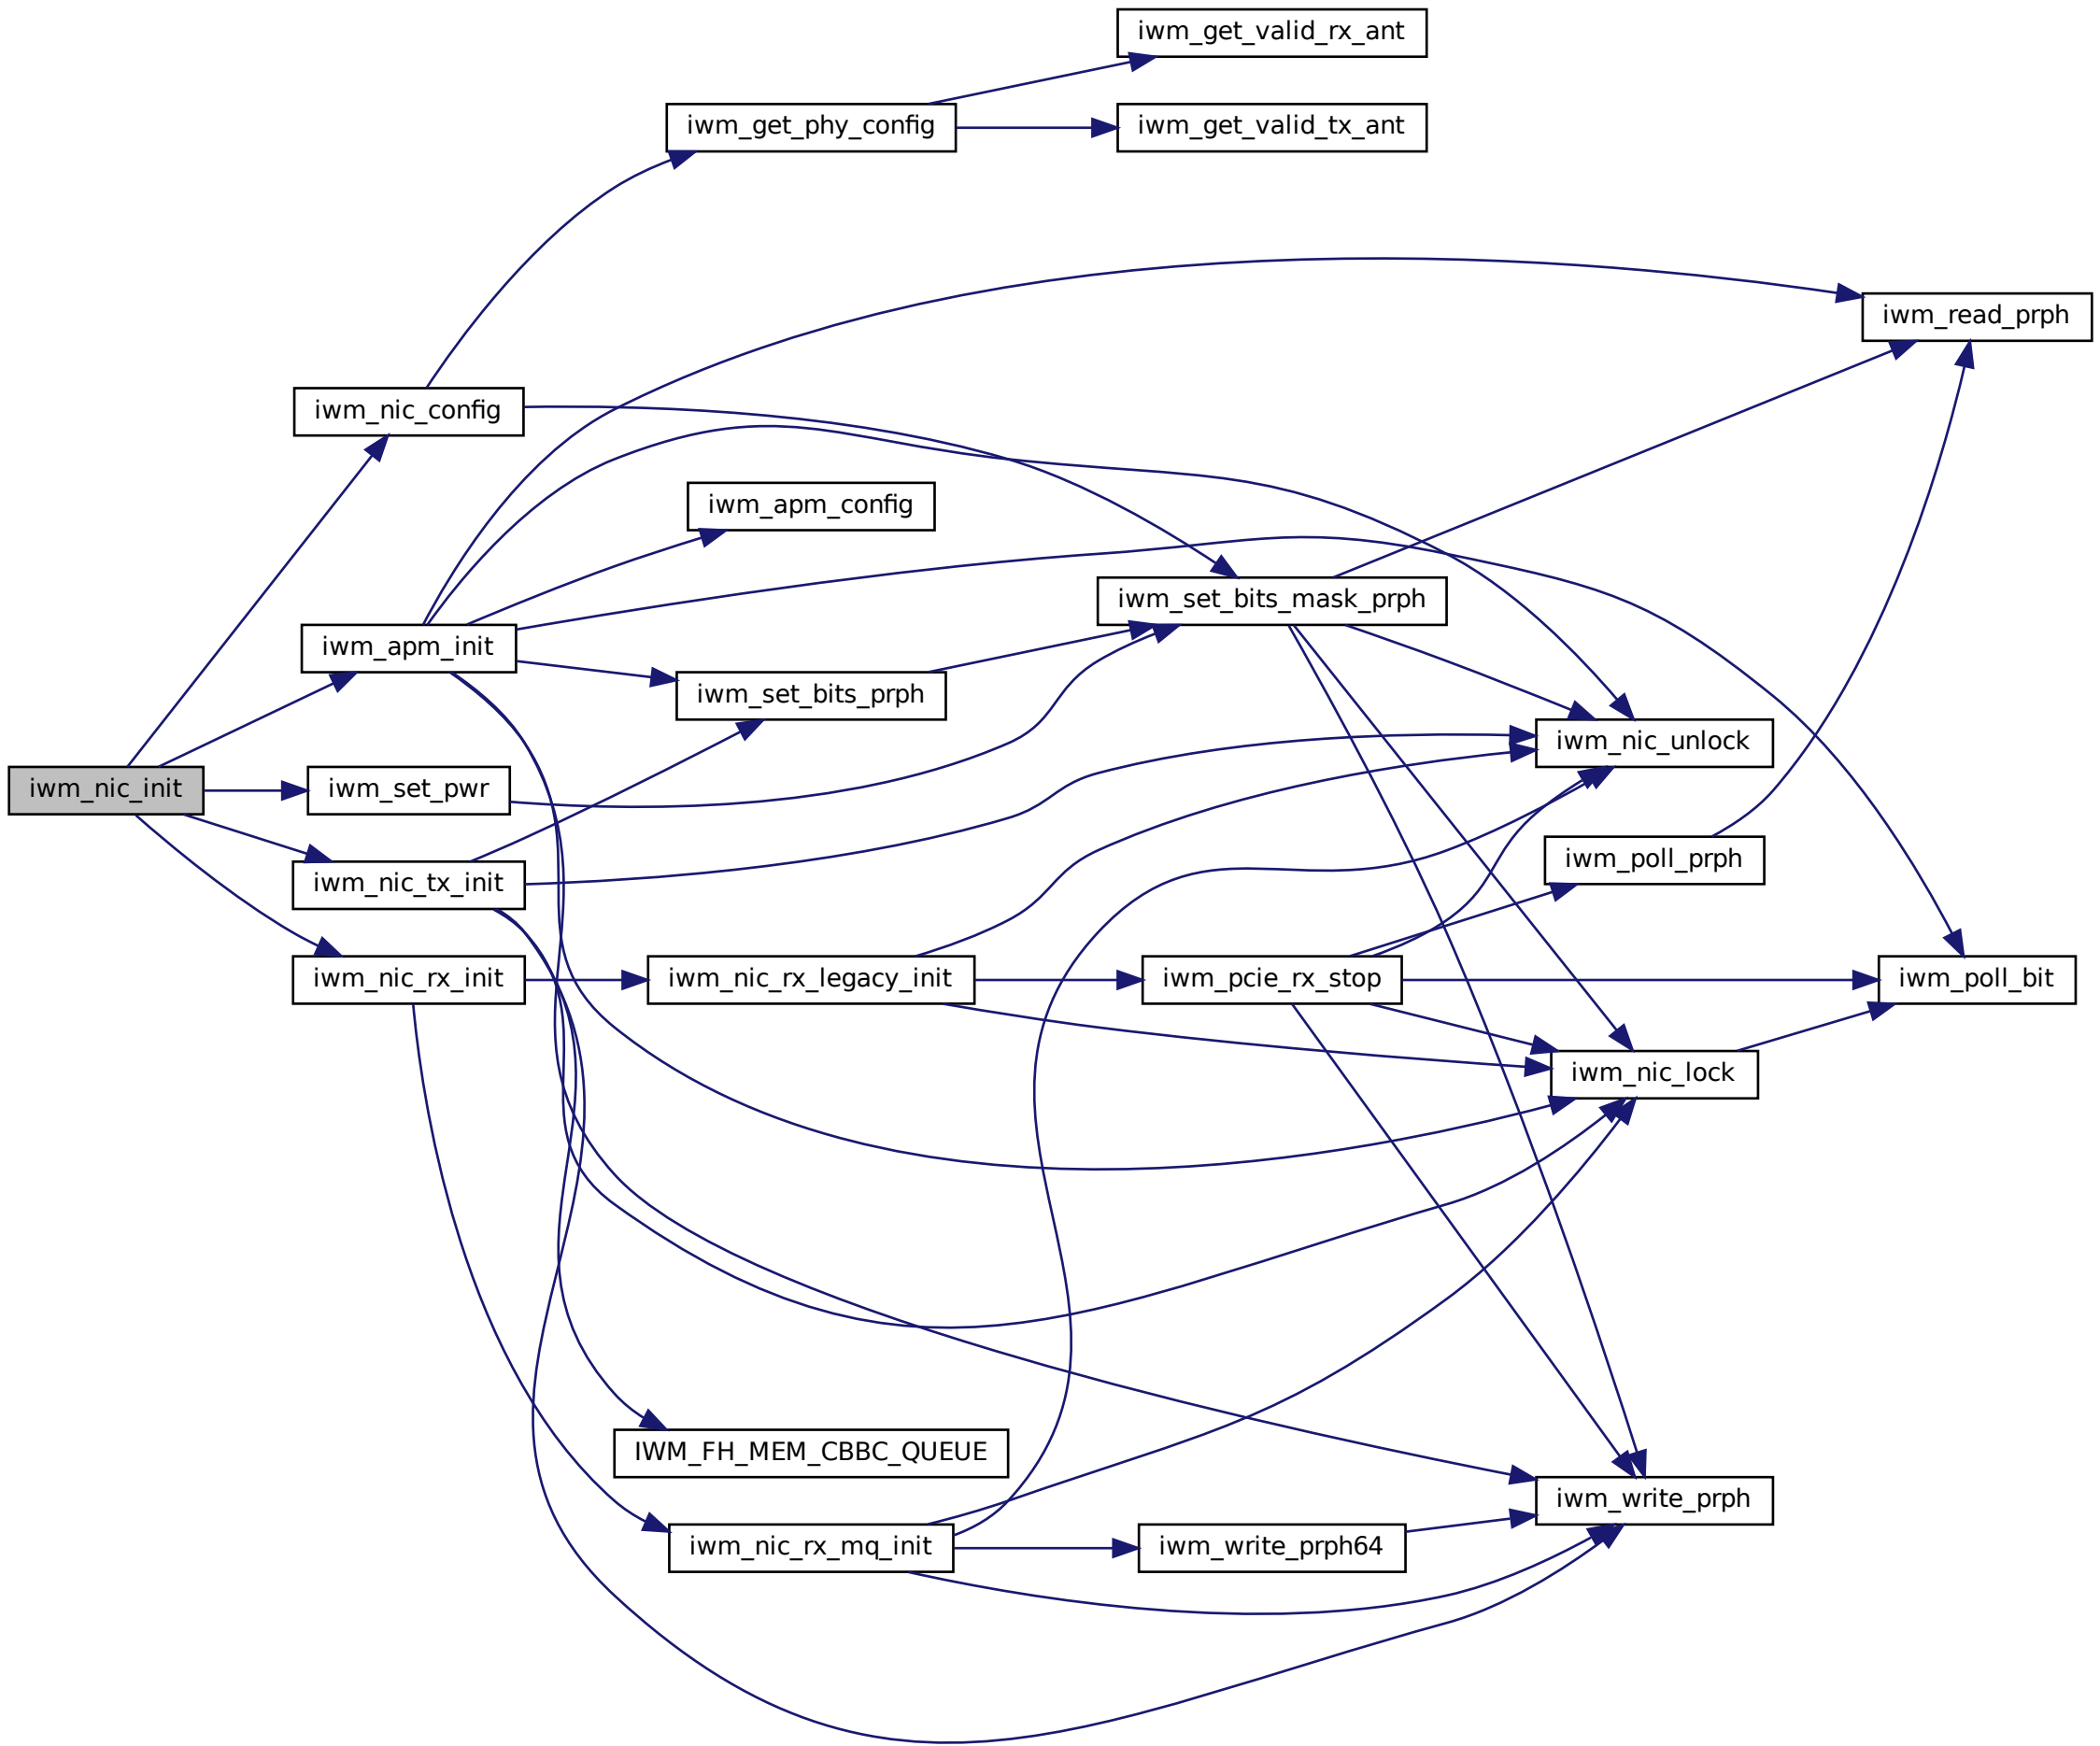 iwm_get_valid_rx_ant
iwm_get_phy_config
iwm_get_valid_tx_ant
iwm_read_prph
iwm_nic_config
iwm_apm_config
iwm_set_bits_mask_prph
iwm_apm_init
iwm_set_bits_prph
iwm_nic_unlock
iwm_nic_init
iwm_set_pwr
iwm_poll_prph
iwm_nic_tx_init
iwm_nic_rx_init
iwm_nic_rx_legacy_init
iwm_pcie_rx_stop
iwm_poll_bit
iwm_nic_lock
IWM_FH_MEM_CBBC_QUEUE
iwm_write_prph
iwm_nic_rx_mq_init
iwm_write_prph64